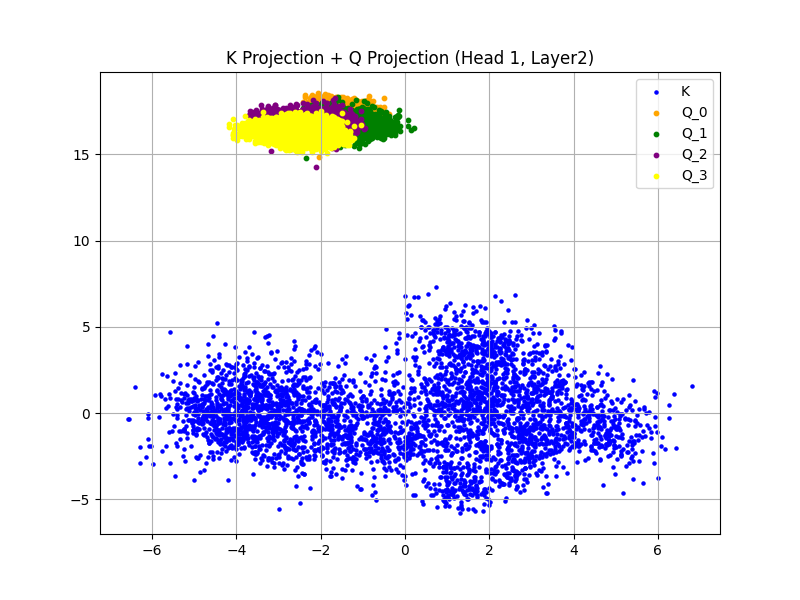 K Projection + Q Projection (Head 1, Layer2)
K
Q_0
Q_1
Q_2
Q_3
15
10
5
0
−5
−6 −4 −2 0 2 4 6